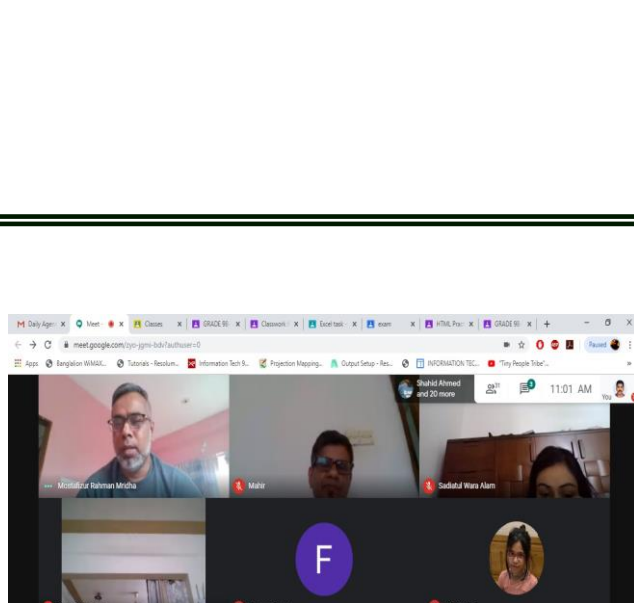 Daily Agen
Meet -
Classes
GRADE 9B -
Classwork f
Excel task -
exam
HTML Prac
GRADE 9B -
meet.google.com/zyo-jgmi-bdv?authuser=0
Paused
Apps
Banglalion WiMAX...
Tutorials - Resolum...
Information Tech 9...
Projection Mapping...
Output Setup - Res...
INFORMATION TEC...
"Tiny People Tribe"...
Shahid Ahmed
and 20 more
11:01 AM
You
Mostafizur Rahman Mridha
Mahir
Sadiatul Wara Alam
F